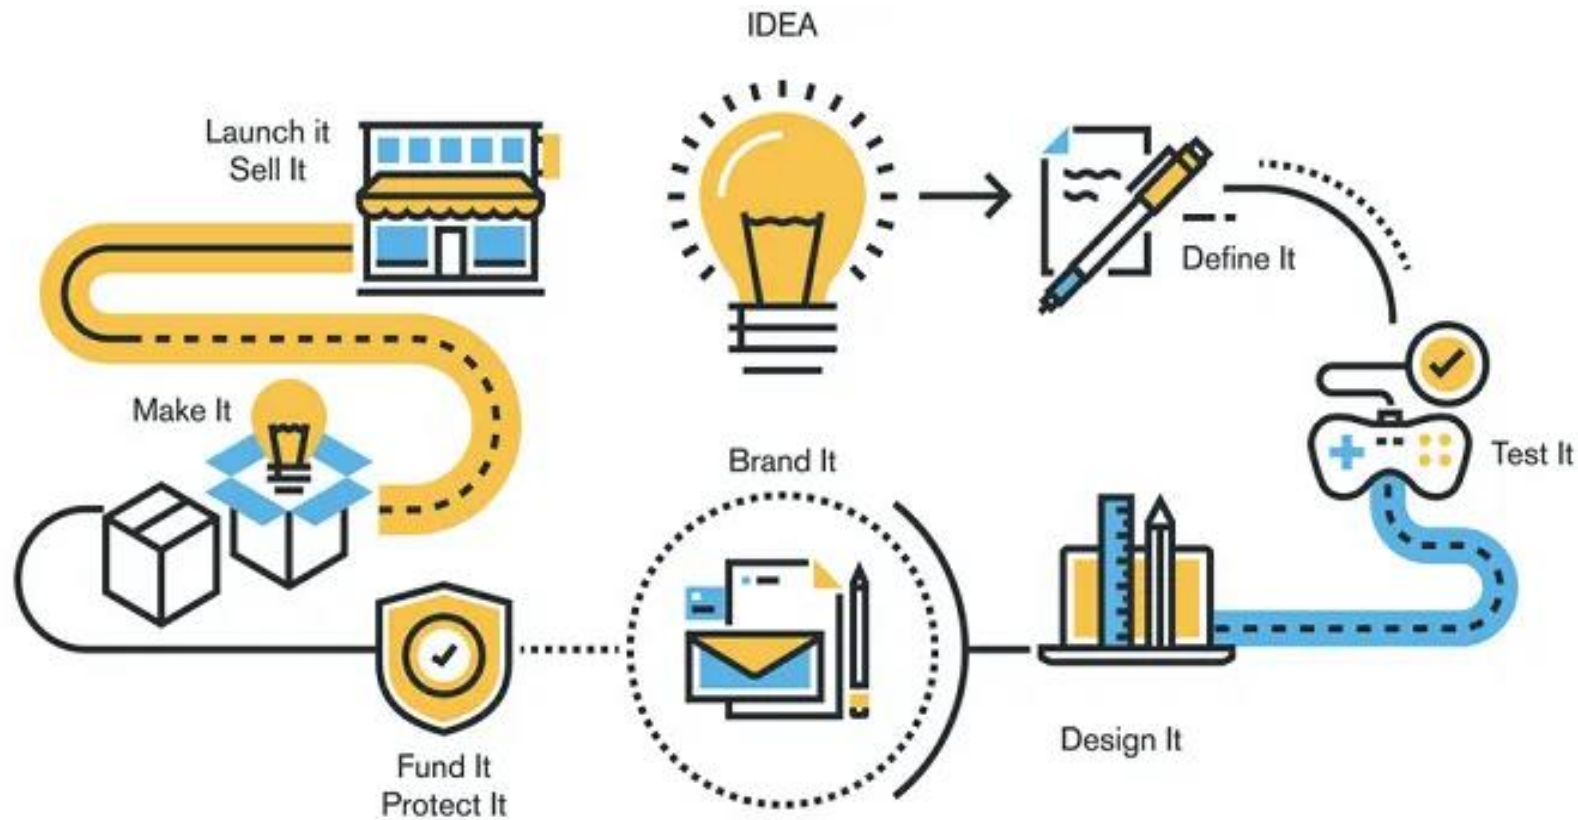 IDEA
Define It
Test It
Design It
Brand It
Fund It
Protect It
Make It
Launch it
Sell It